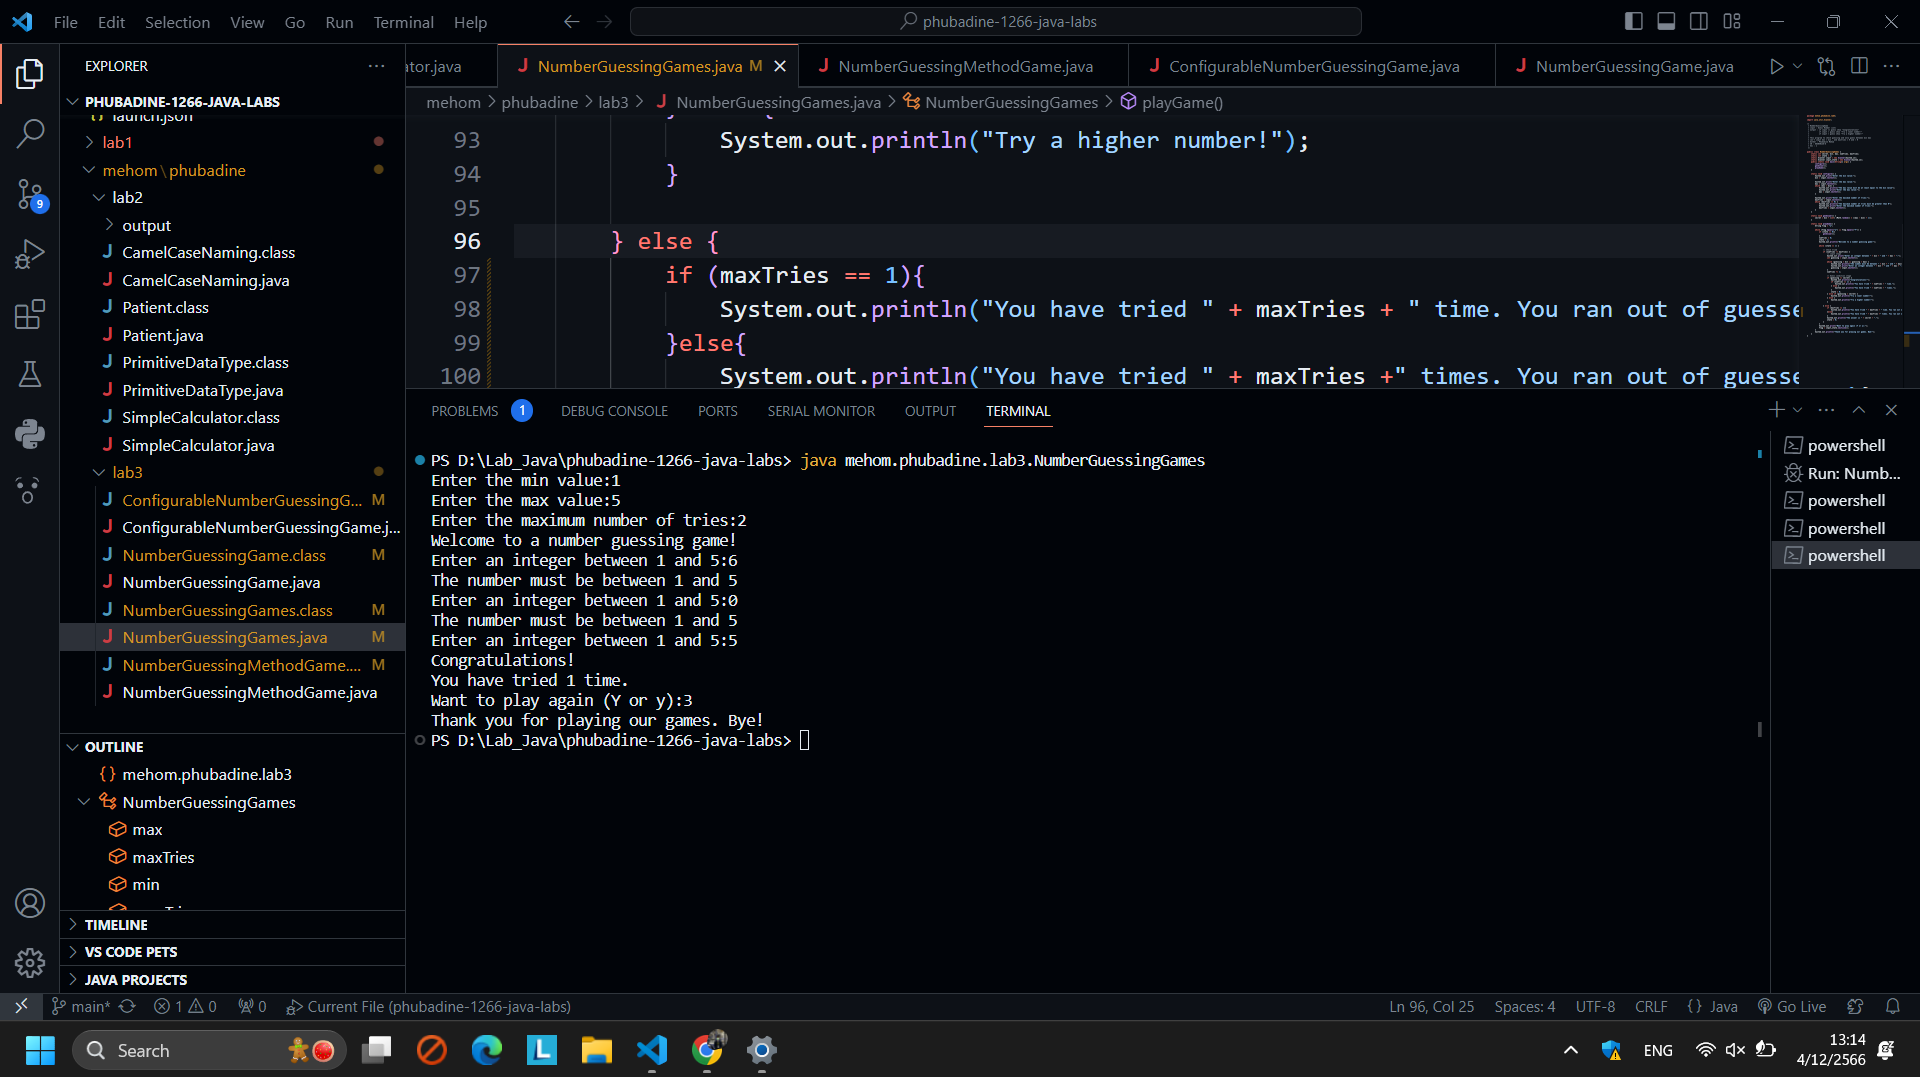 File Edit Selection View Go Run Terminal Help
phubadine-1266-java-labs
EXPLORER
PHUBADINE-1266-JAVA-LABS
launch.json
lab1
mehom\phubadine
lab2
output
CamelCaseNaming.class
CamelCaseNaming.java
Patient.class
Patient.java
PrimitiveDataType.class
PrimitiveDataType.java
SimpleCalculator.class
SimpleCalculator.java
lab3
ConfigurableNumberGuessingG... M
ConfigurableNumberGuessingGame.j...
NumberGuessingGame.class M
NumberGuessingGame.java
NumberGuessingGames.class M
NumberGuessingGames.java M
NumberGuessingMethodGame.... M
NumberGuessingMethodGame.java
OUTLINE
mehom.phubadine.lab3
NumberGuessingGames
max
maxTries
min
TIMELINE
VS CODE PETS
JAVA PROJECTS
9
ator.java
NumberGuessingGames.java M
NumberGuessingMethodGame.java
ConfigurableNumberGuessingGame.java
NumberGuessingGame.java
mehom > phubadine > lab3 > NumberGuessingGames.java > NumberGuessingGames > playGame()
93 System.out.println("Try a higher number!");
94 }
95
96 } else {
97 if (maxTries == 1){
98 System.out.println("You have tried " + maxTries + " time. You ran out of guesse
99 }else{
100 System.out.println("You have tried " + maxTries +" times. You ran out of guesse
PROBLEMS 1 DEBUG CONSOLE PORTS SERIAL MONITOR OUTPUT TERMINAL
PS D:\Lab_Java\phubadine-1266-java-labs> java mehom.phubadine.lab3.NumberGuessingGames
Enter the min value:1
Enter the max value:5
Enter the maximum number of tries:2
Welcome to a number guessing game!
Enter an integer between 1 and 5:6
The number must be between 1 and 5
Enter an integer between 1 and 5:0
The number must be between 1 and 5
Enter an integer between 1 and 5:5
Congratulations!
You have tried 1 time.
Want to play again (Y or y):3
Thank you for playing our games. Bye!
PS D:\Lab_Java\phubadine-1266-java-labs>
powershell
Run: Numb...
powershell
powershell
powershell
main* 1 0 0 Current File (phubadine-1266-java-labs)
Ln 96, Col 25 Spaces: 4 UTF-8 CRLF {} Java Go Live
Search
ENG
13:14
4/12/2566